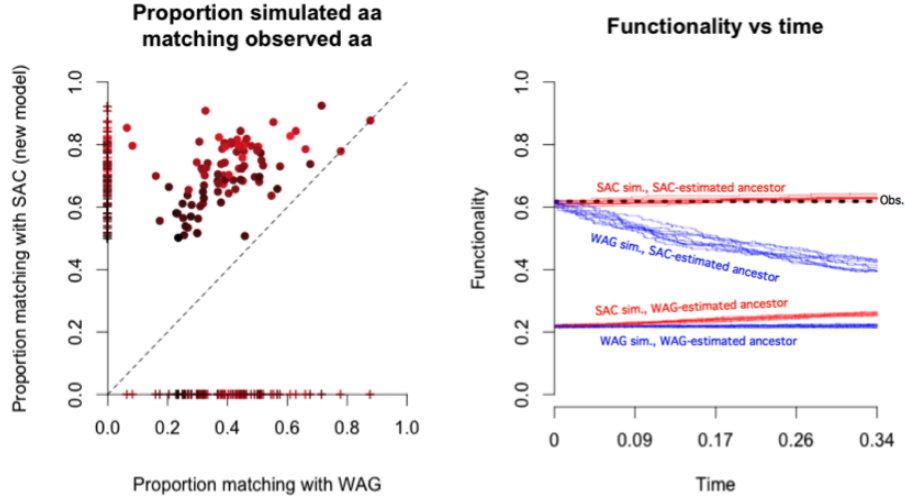 Proportion simulated aa
matching observed aa
Proportion matching with SAC (new model)
1.0
0.8
0.6
0.4
0.2
0.0
0.0 0.2 0.4 0.6 0.8 1.0
Proportion matching with WAG
Functionality vs time
Functionality
1.0
0.8
0.6
0.4
0.2
0.0
SAC sim., SAC-estimated ancestor
Obs.
WAG sim., SAC-estimated ancestor
SAC sim., WAG-estimated ancestor
WAG sim., WAG-estimated ancestor
0 0.09 0.17 0.26 0.34
Time